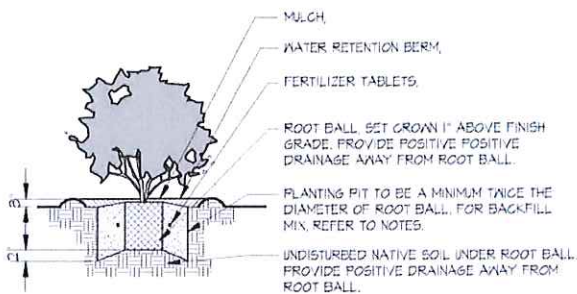 MULCH,
WATER RETENTION BERM,
FERTILIZER TABLETS,
ROOT BALL, SET CROWN 1" ABOVE FINISH
GRADE. PROVIDE POSITIVE POSITIVE
DRAINAGE AWAY FROM ROOT BALL.
PLANTING PIT TO BE A MINIMUM TWICE THE
DIAMETER OF ROOT BALL. FOR BACKFILL
MIX, REFER TO NOTES.
UNDISTURBED NATIVE SOIL UNDER ROOT BALL.
PROVIDE POSITIVE DRAINAGE AWAY FROM
ROOT BALL.
3"